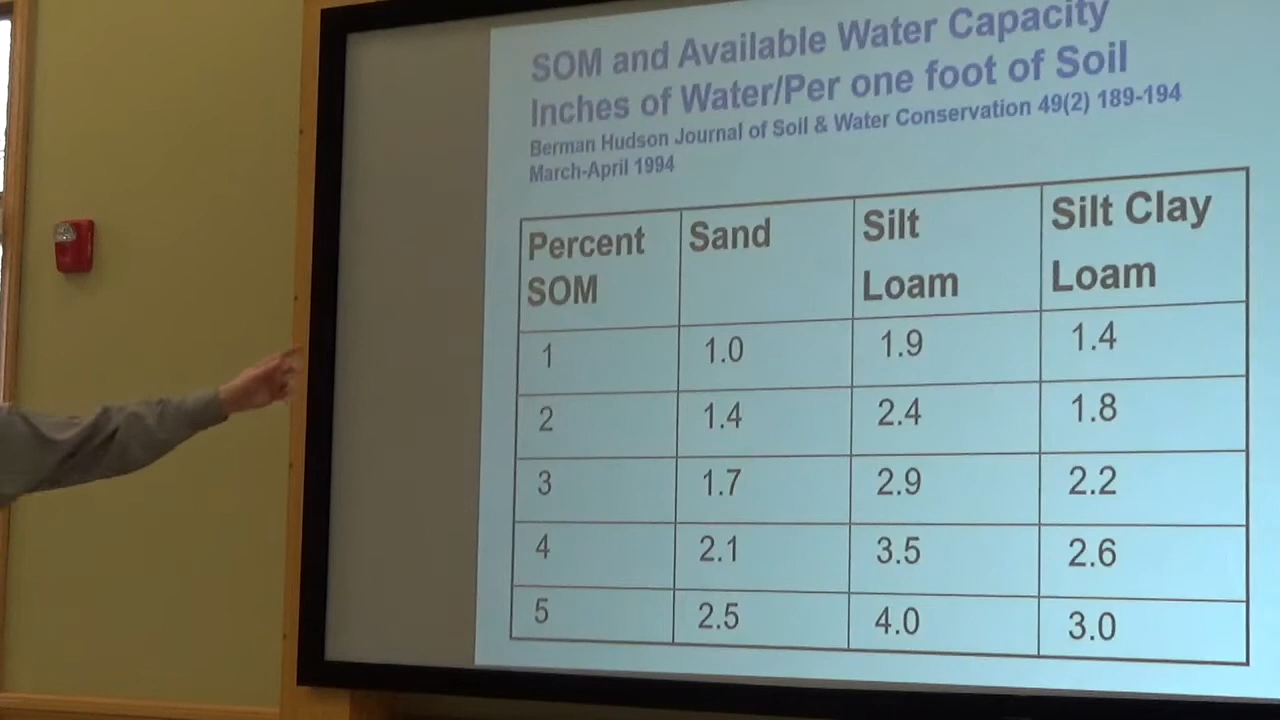 SOM and Available Water Capacity
Inches of Water/Per one foot of Soil
Berman Hudson Journal of Soil & Water Conservation 49(2) 189-194
March-April 1994
Percent SOM Sand Silt Loam Silt Clay Loam
1 1.0 1.9 1.4
2 1.4 2.4 1.8
3 1.7 2.9 2.2
4 2.1 3.5 2.6
5 2.5 4.0 3.0